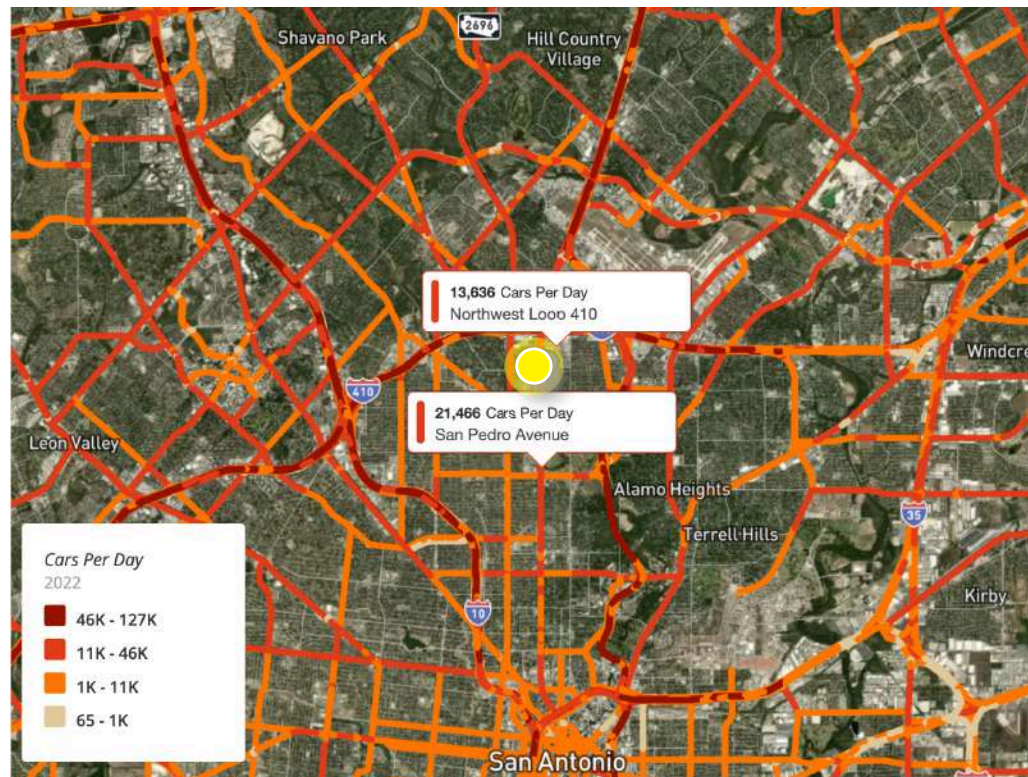 2696
Shavano Park
Hill Country
Village
13,636 Cars Per Day
Northwest Loop 410
Windcre
410
21,466 Cars Per Day
San Pedro Avenue
Leon Valley
Alamo Heights
35
Terrell Hills
Cars Per Day
2022
46K - 127K
11K - 46K
1K - 11K
65 - 1K
Kirby
10
San Antonio